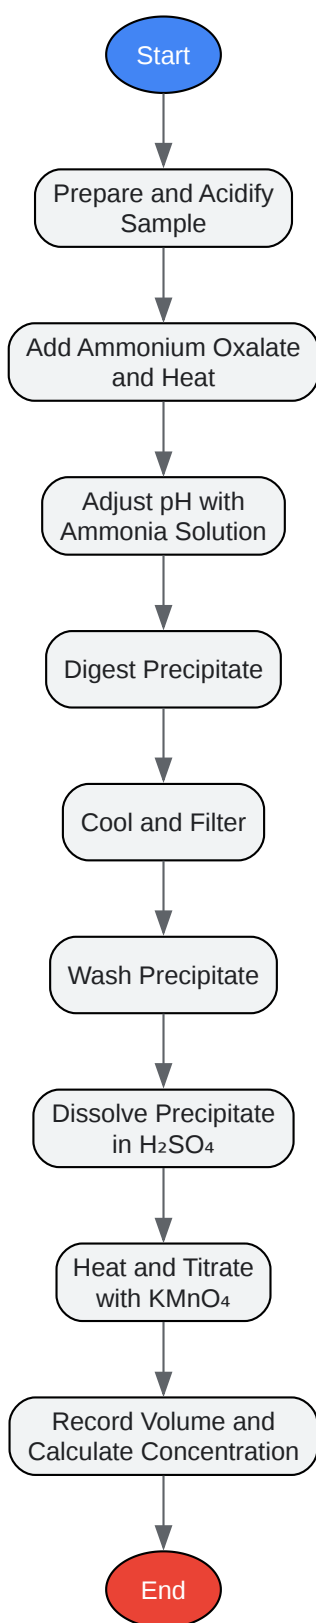 Start
Prepare and Acidify
Sample
Add Ammonium Oxalate
and Heat
Adjust pH with
Ammonia Solution
Digest Precipitate
Cool and Filter
Wash Precipitate
Dissolve Precipitate
in H₂SO₄
Heat and Titrate
with KMnO₄
Record Volume and
Calculate Concentration
End